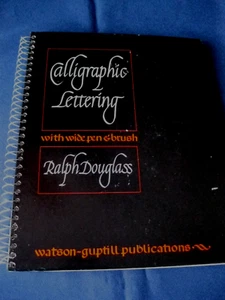 Calligraphic
Lettering
with wide pen & brush
Ralph Douglass
watson-guptill publications